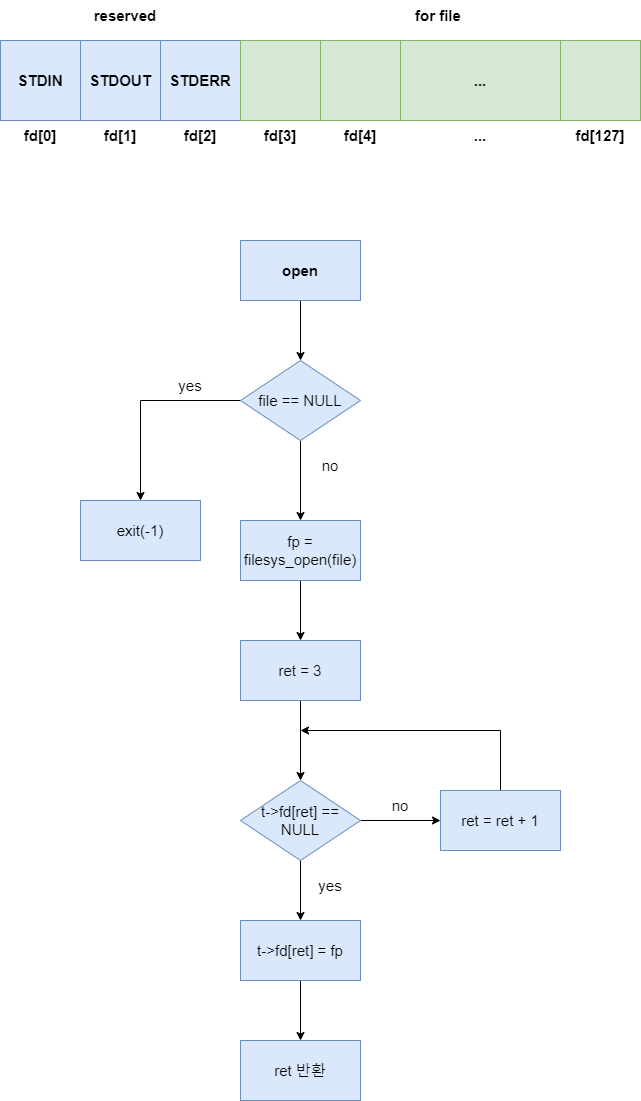 reserved
for file
STDIN
STDOUT
STDERR
...
fd[0]
fd[1]
fd[2]
fd[3]
fd[4]
...
fd[127]
open
file == NULL
yes
no
exit(-1)
fp =
filesys_open(file)
ret = 3
t->fd[ret] ==
NULL
no
ret = ret + 1
yes
t->fd[ret] = fp
ret 반환